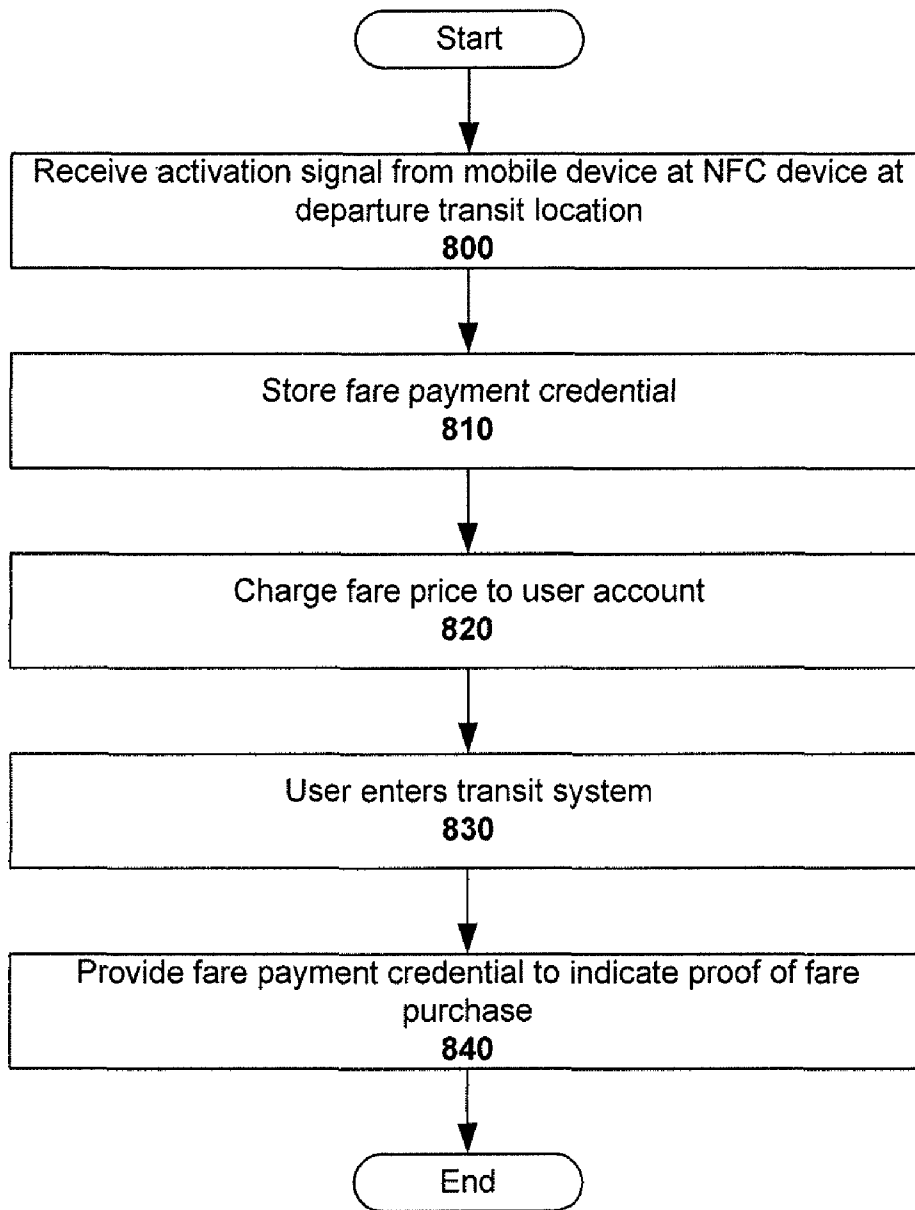 Start
Receive activation signal from mobile device at NFC device at
departure transit location
800
Store fare payment credential
810
Charge fare price to user account
820
User enters transit system
830
Provide fare payment credential to indicate proof of fare
purchase
840
End